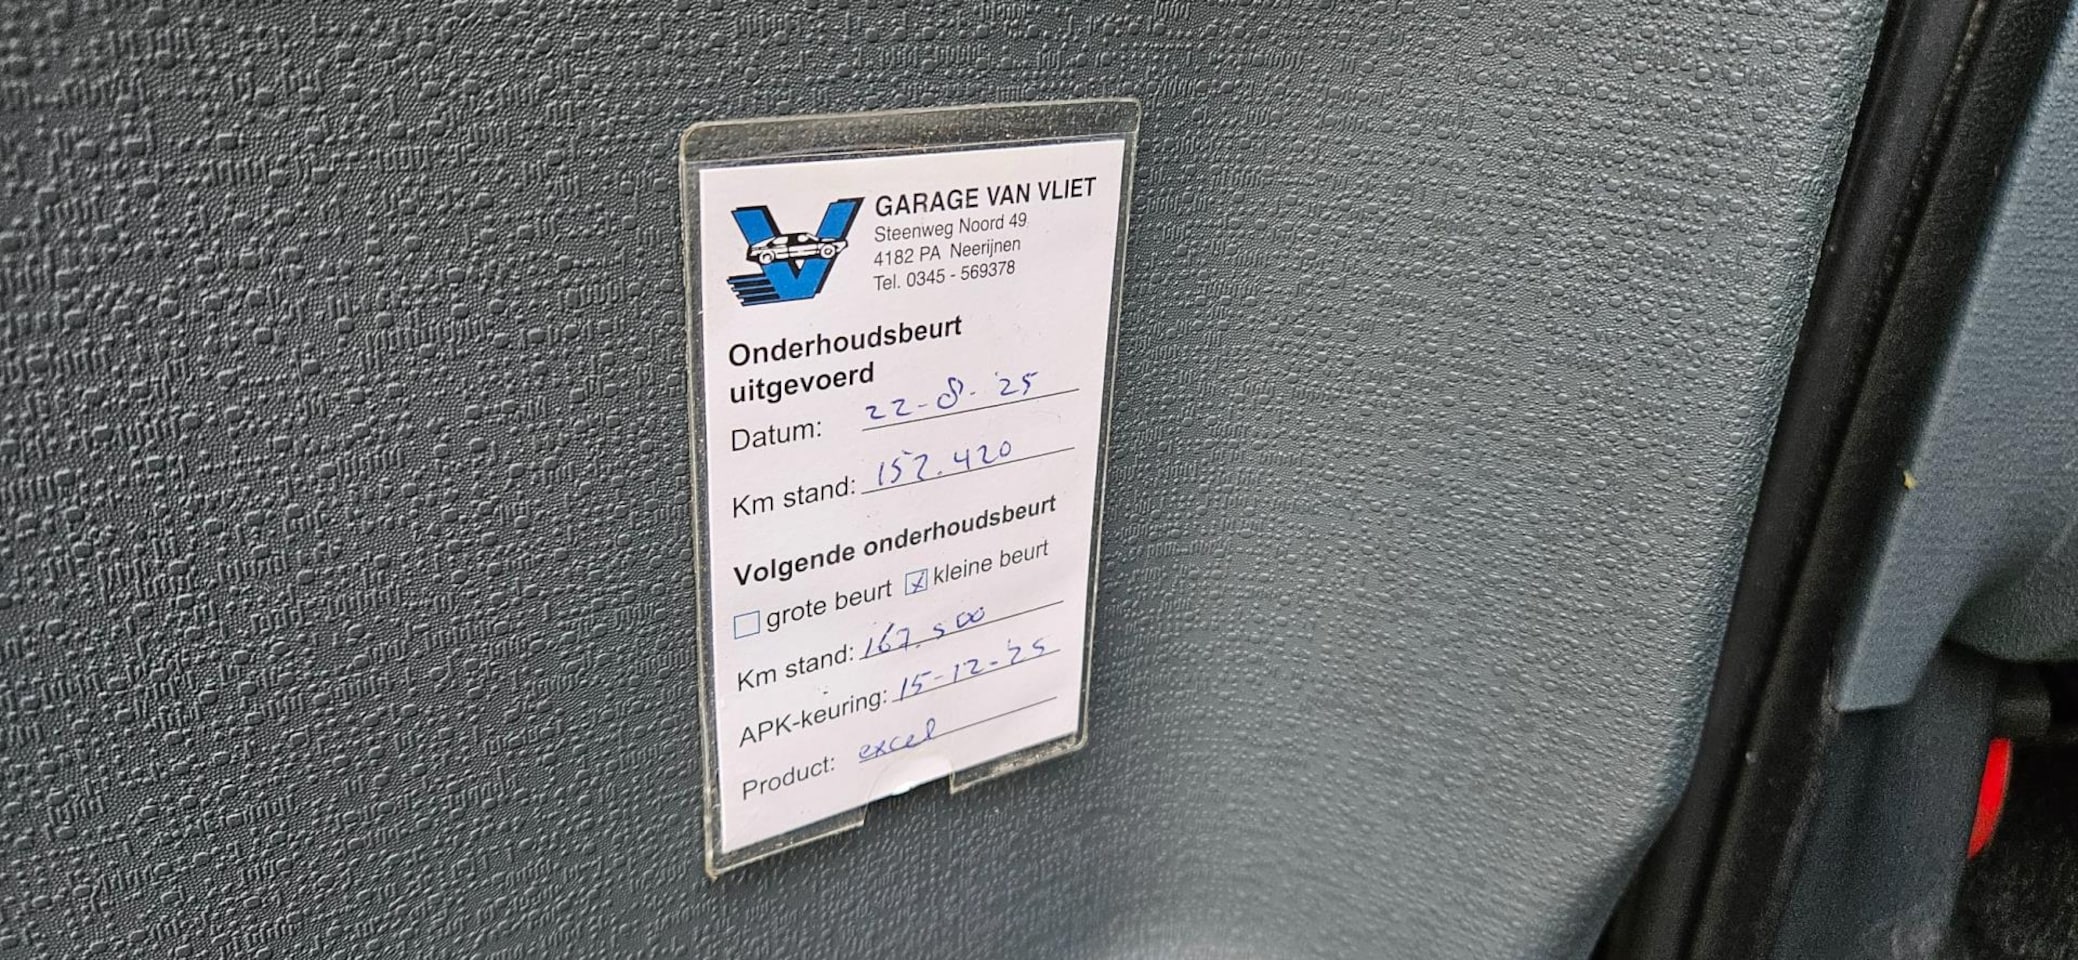 GARAGE VAN VLIET
Steenweg Noord 49
4182 PA Neerijnen
Tel. 0345 - 569378
Onderhoudsbeurt
uitgevoerd
Datum: 22-8-'25
Km stand: 152.420
Volgende onderhoudsbeurt
grote beurt x kleine beurt
Km stand: 167.500
APK-keuring: 15-12-'25
Product: excel